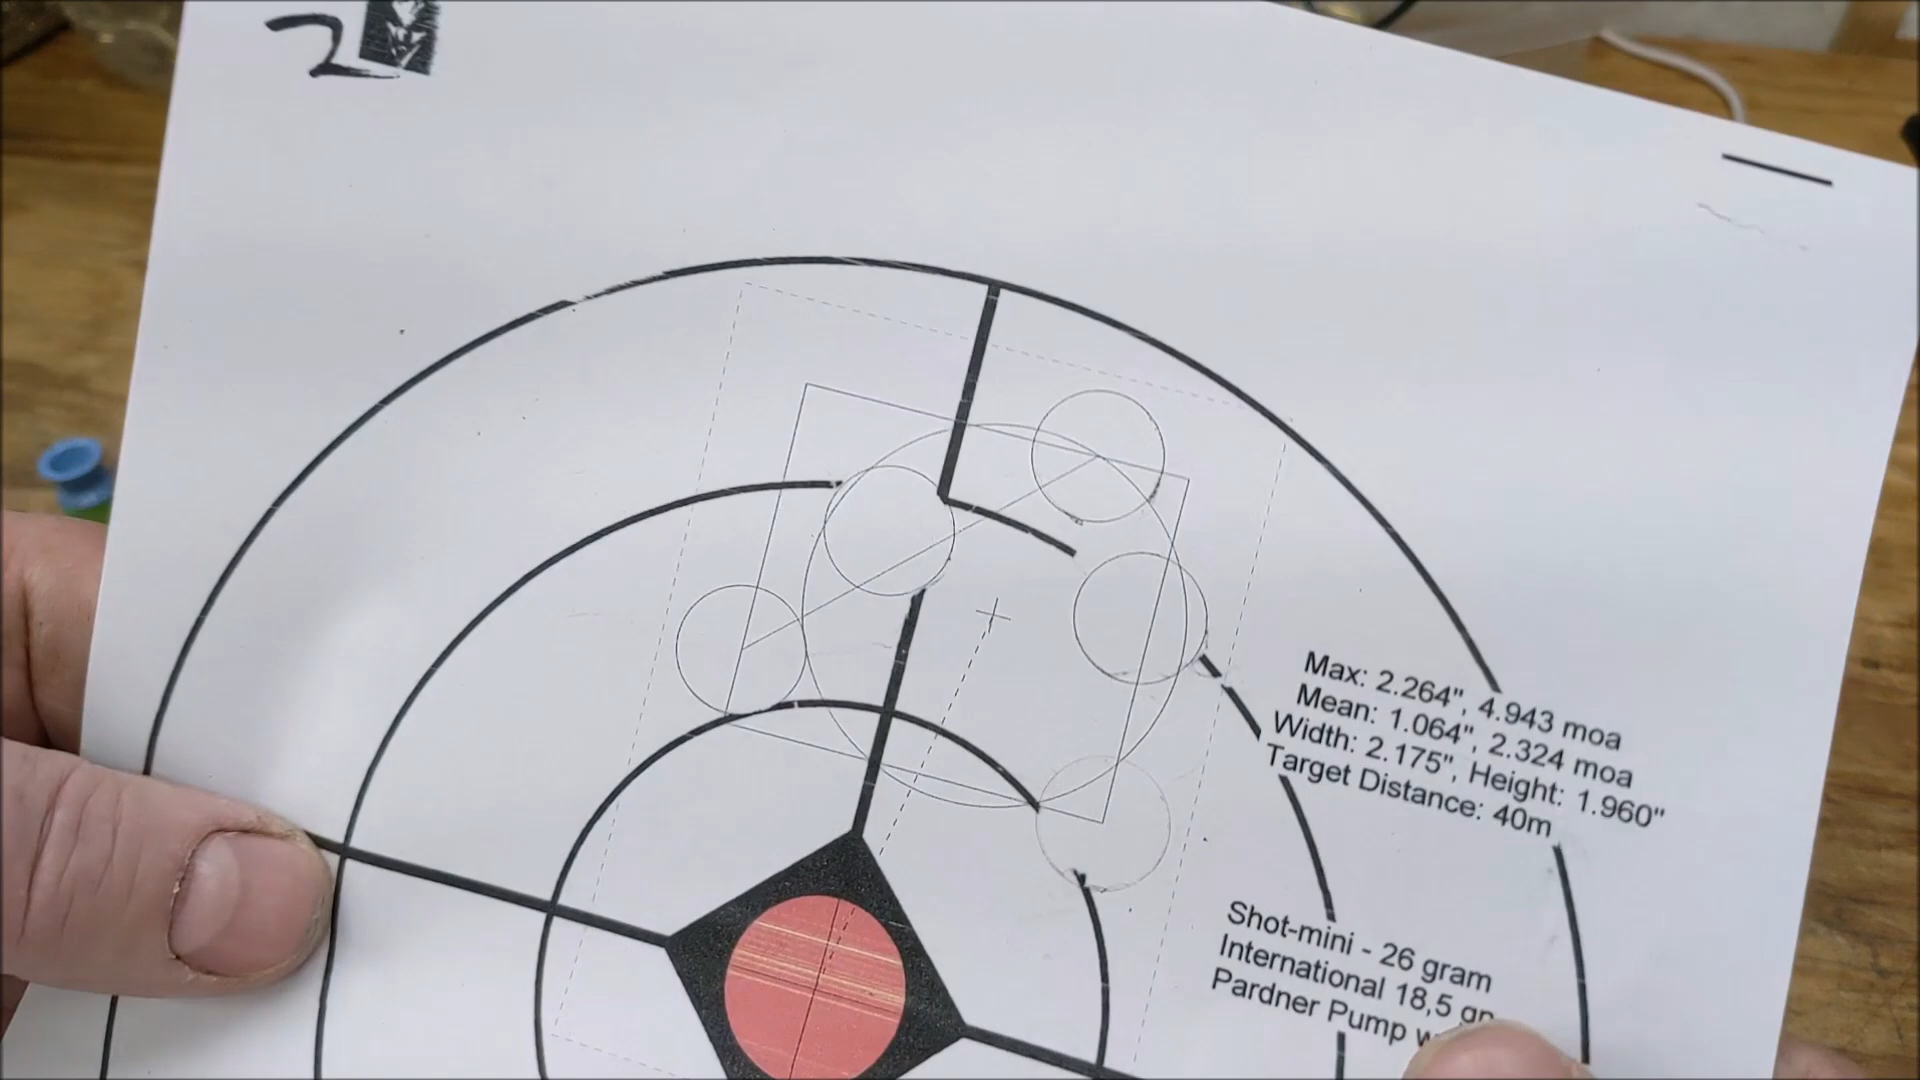 2
Max: 2.264", 4.943 moa
Mean: 1.064", 2.324 moa
Width: 2.175", Height: 1.960"
Target Distance: 40m
Shot-mini - 26 gram
International 18,5
Pardner Pump